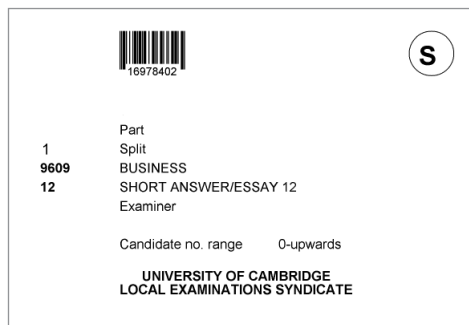 16978402
S
Part
1 Split
9609 BUSINESS
12 SHORT ANSWER/ESSAY 12
Examiner
Candidate no. range 0-upwards
UNIVERSITY OF CAMBRIDGE
LOCAL EXAMINATIONS SYNDICATE